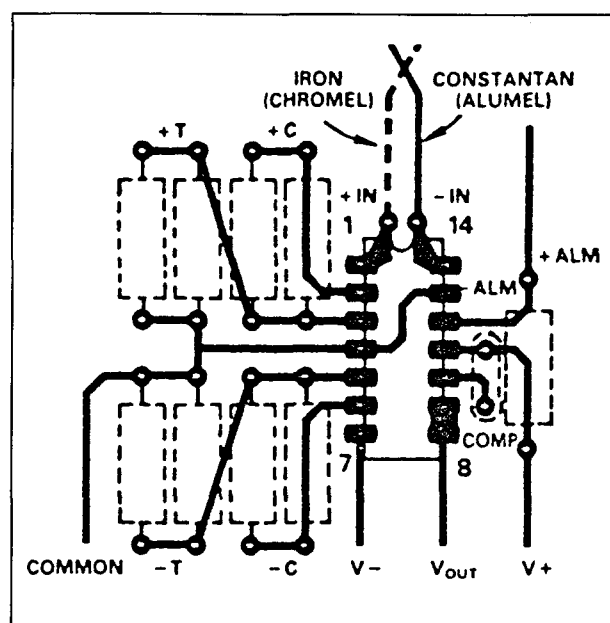 IRON
(CHROMEL)
CONSTANTAN
(ALUMEL)
+T
+C
+IN
-IN
1
14
+ ALM
- ALM
COMP
7
8
COMMON
-T
-C
V-
VOUT
V+